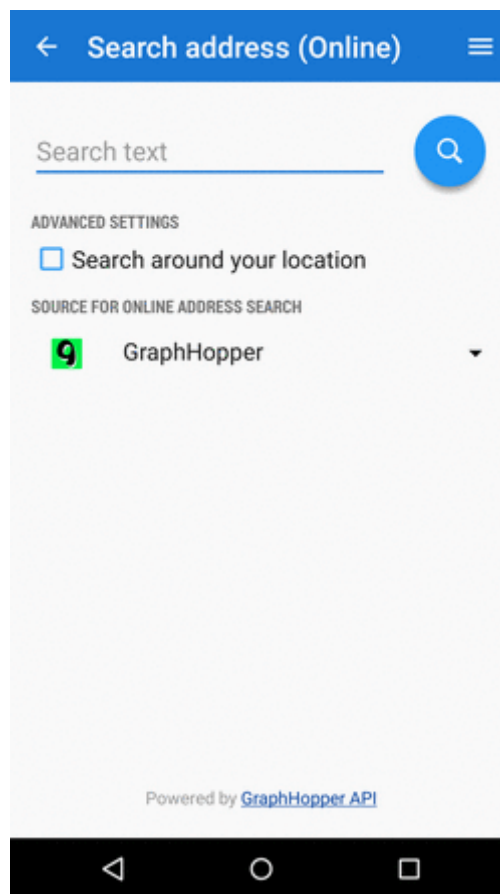 Search address (Online)
Search text
ADVANCED SETTINGS
Search around your location
SOURCE FOR ONLINE ADDRESS SEARCH
GraphHopper
Powered by GraphHopper API